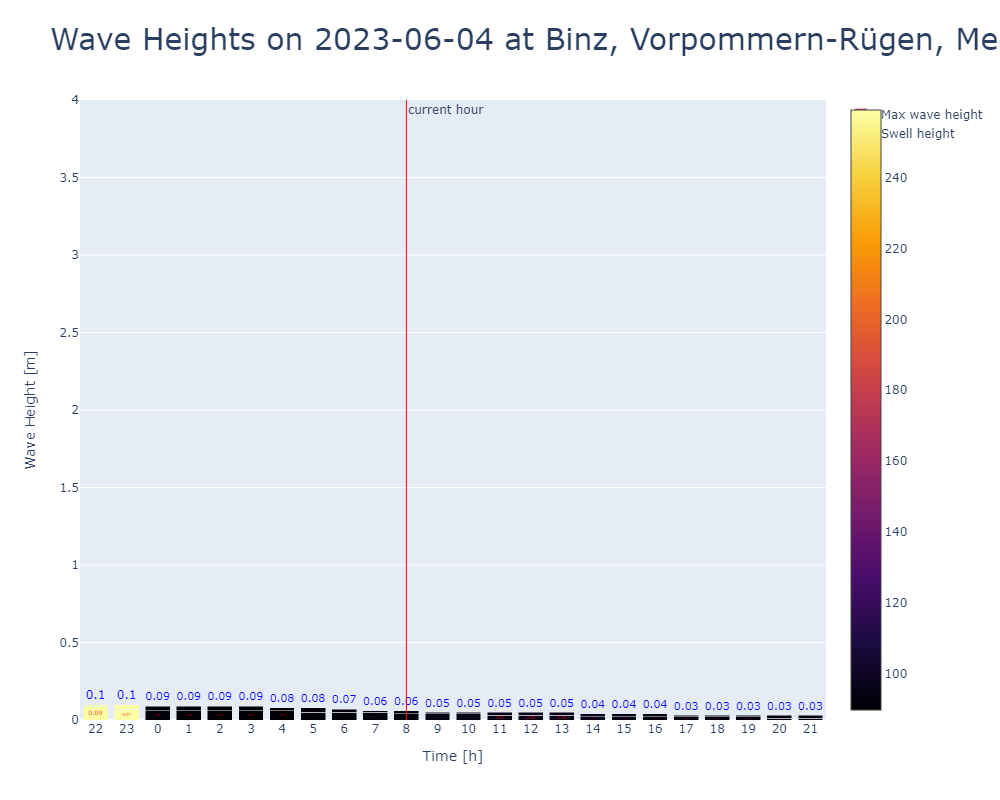 Wave Heights on 2023-06-04 at Binz, Vorpommern-Rügen, Me
4
current hour
Max wave height
Swell height
3.5
3
2.5
2
1.5
1
0.5
0
Wave Height [m]
240
220
200
180
160
140
120
100
0.1 0.1 0.09 0.09 0.09 0.09 0.08 0.08 0.07 0.06 0.06 0.05 0.05 0.05 0.05 0.05 0.04 0.04 0.04 0.03 0.03 0.03 0.03 0.03
0.09
22 23 0 1 2 3 4 5 6 7 8 9 10 11 12 13 14 15 16 17 18 19 20 21
Time [h]